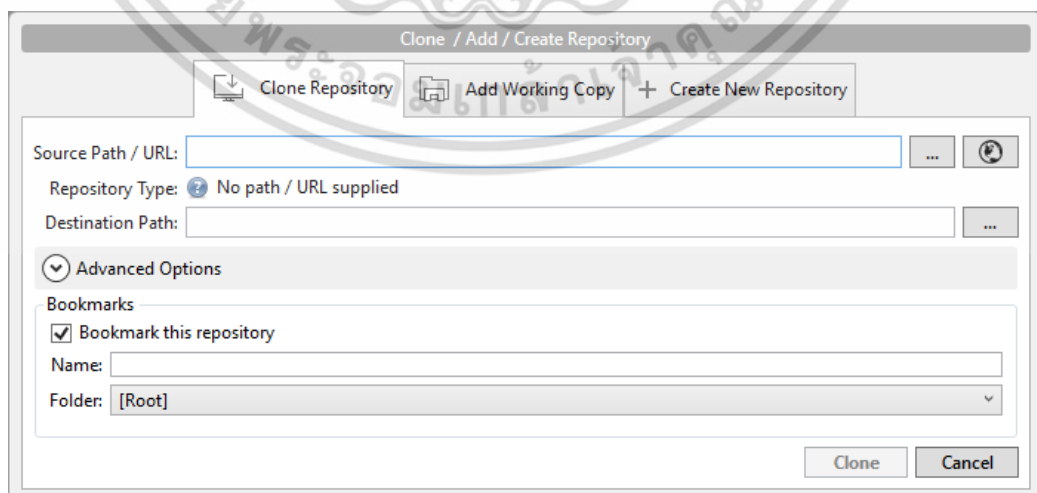 Clone / Add / Create Repository
Clone Repository
Add Working Copy
+ Create New Repository
Source Path / URL:
...
Repository Type: ? No path / URL supplied
Destination Path:
...
Advanced Options
Bookmarks
Bookmark this repository
Name:
Folder: [Root]
Clone
Cancel